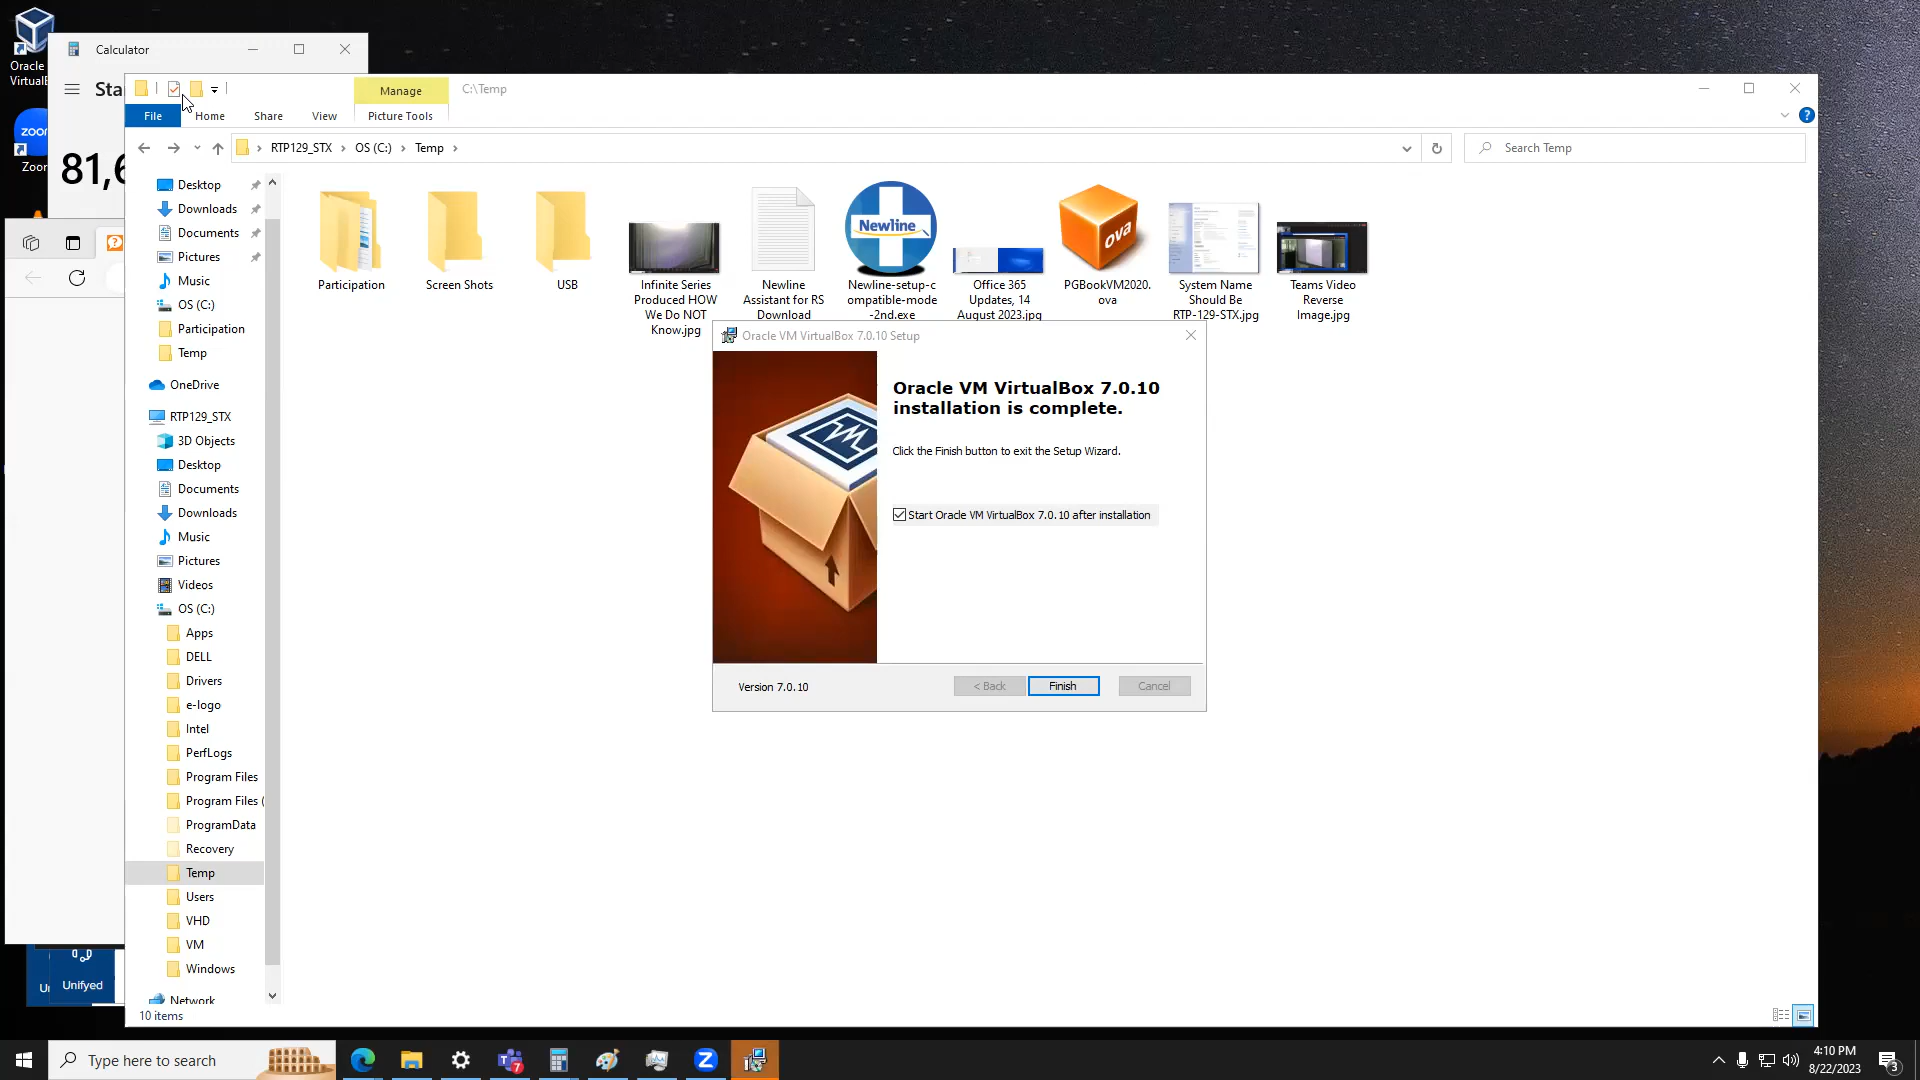 Oracle
VirtualB
Calculator
Sta
81,6
zoom
Zoor
Unifyed
Manage
C:\Temp
File
Home
Share
View
Picture Tools
RTP129_STX
OS (C:)
Temp
Search Temp
Desktop
Downloads
Documents
Pictures
Music
OS (C:)
Participation
Temp
OneDrive
RTP129_STX
3D Objects
Desktop
Documents
Downloads
Music
Pictures
Videos
OS (C:)
Apps
DELL
Drivers
e-logo
Intel
PerfLogs
Program Files
Program Files (
ProgramData
Recovery
Temp
Users
VHD
VM
Windows
Network
10 items
Participation
Screen Shots
USB
Infinite Series
Produced HOW
We Do NOT
Know.jpg
Newline
Assistant for RS
Download
Newline
Newline-setup-c
ompatible-mode
-2nd.exe
Office 365
Updates, 14
August 2023.jpg
ova
PGBookVM2020.
ova
System Name
Should Be
RTP-129-STX.jpg
Teams Video
Reverse
Image.jpg
Oracle VM VirtualBox 7.0.10 Setup
Oracle VM VirtualBox 7.0.10
installation is complete.
Click the Finish button to exit the Setup Wizard.
Start Oracle VM VirtualBox 7.0.10 after installation
Version 7.0.10
< Back
Finish
Cancel
Type here to search
7
4:10 PM
8/22/2023
3